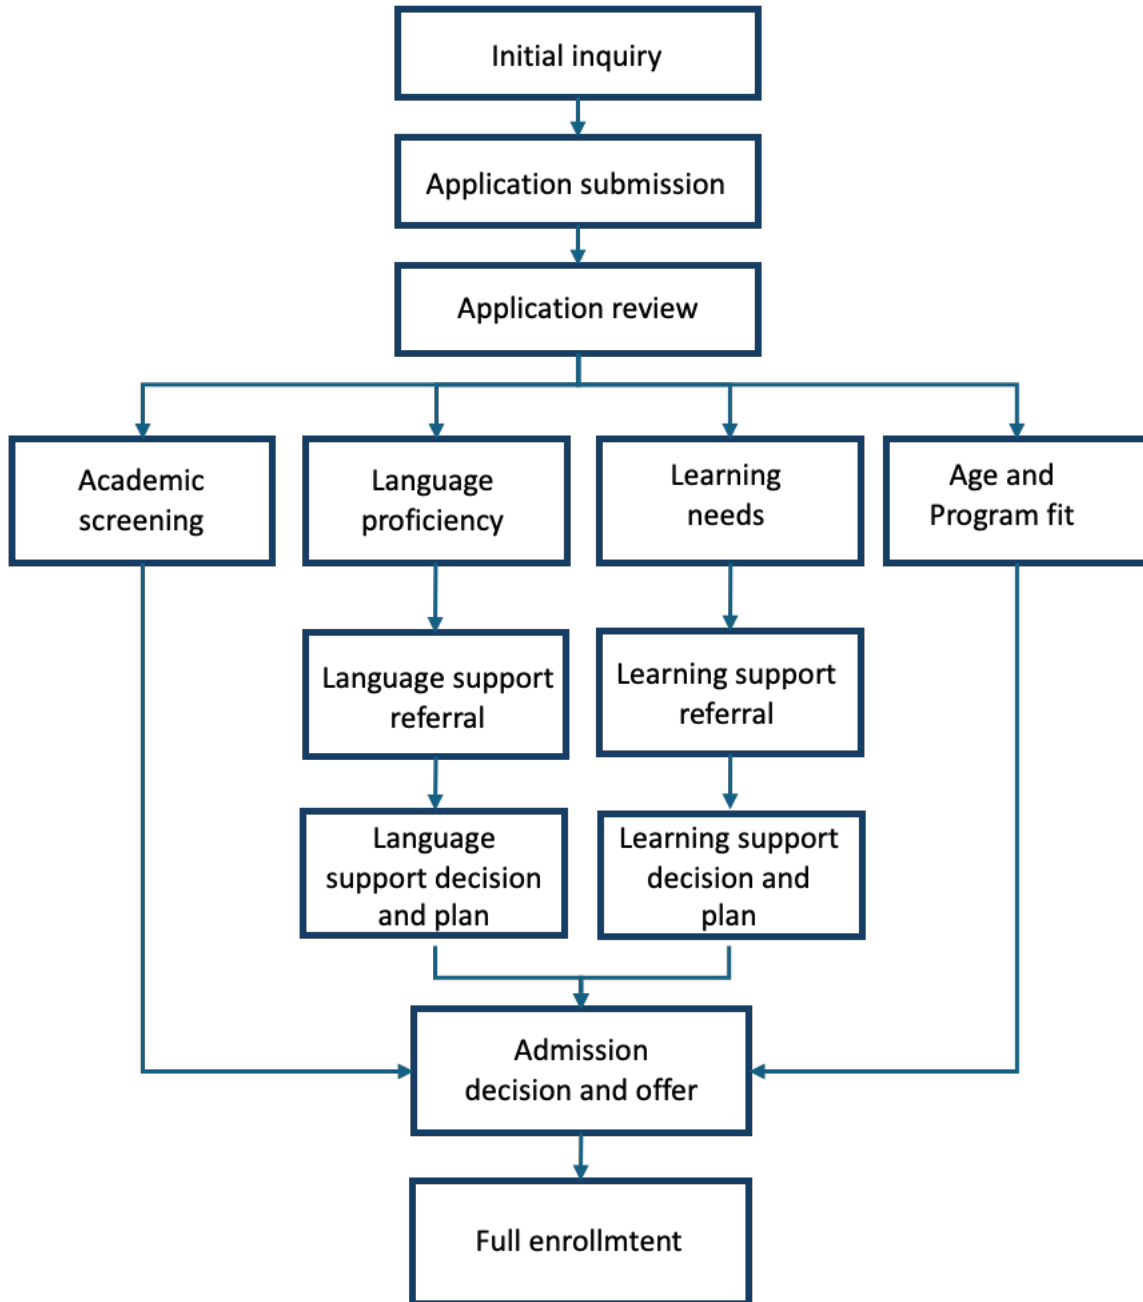 Initial inquiry
Application submission
Application review
Academic
screening
Language
proficiency
Learning
needs
Age and
Program fit
Language support
referral
Learning support
referral
Language
support decision
and plan
Learning support
decision and
plan
Admission
decision and offer
Full enrollmtent